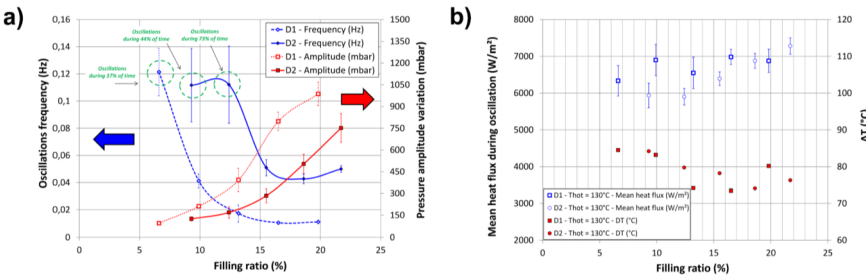 a)
Oscillations frequency (Hz)
0,16
0,14
0,12
0,1
0,08
0,06
0,04
0,02
0
Oscillations
during 37% of time
Oscillations
during 44% of time
Oscillations
during 73% of time
D1 - Frequency (Hz)
D2 - Frequency (Hz)
D1 - Amplitude (mbar)
D2 - Amplitude (mbar)
1500
1350
1200
1050
900
750
600
450
300
150
0
Pressure amplitude variation (mbar)
0
5
10
15
20
25
Filling ratio (%)
b)
Mean heat flux during oscillation (W/m²)
8000
7000
6000
5000
4000
3000
2000
D1 - Thot = 130°C - Mean heat flux (W/m²)
D2 - Thot = 130°C - Mean heat flux (W/m²)
D1 - Thot = 130°C - DT (°C)
D2 - Thot = 130°C - DT (°C)
120
110
100
90
80
70
60
ΔT (°C)
0
5
10
15
20
25
Filling ratio (%)